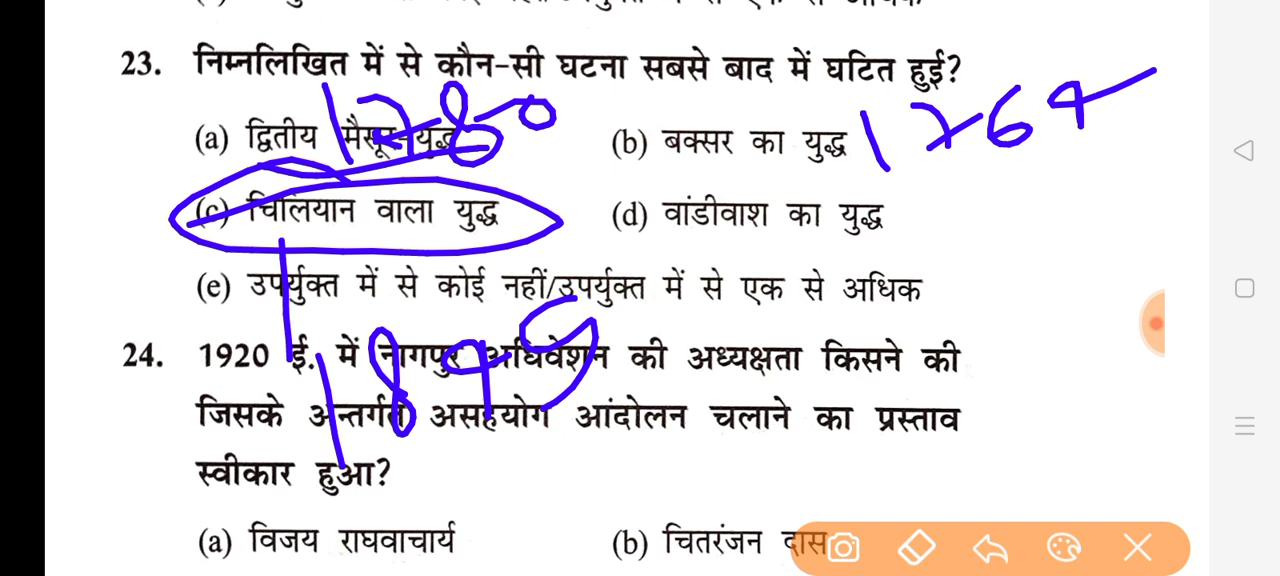 23. निम्नलिखित में से कौन-सी घटना सबसे बाद में घटित हुई?
1780 1764
(a) द्वितीय मैसूर-युद्ध (b) बक्सर का युद्ध
(c) चिलियान वाला युद्ध (d) वांडीवाश का युद्ध
(e) उपर्युक्त में से कोई नहीं/उपर्युक्त में से एक से अधिक
1849
24. 1920 ई. में नागपुर अधिवेशन की अध्यक्षता किसने की
जिसके अन्तर्गत असहयोग आंदोलन चलाने का प्रस्ताव
स्वीकार हुआ?
(a) विजय राघवाचार्य (b) चितरंजन दास